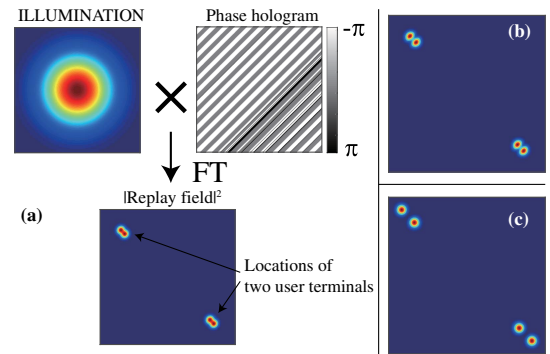 ILLUMINATION
Phase hologram
-π
π
FT
|Replay field|²
(a)
Locations of
two user terminals
(b)
(c)